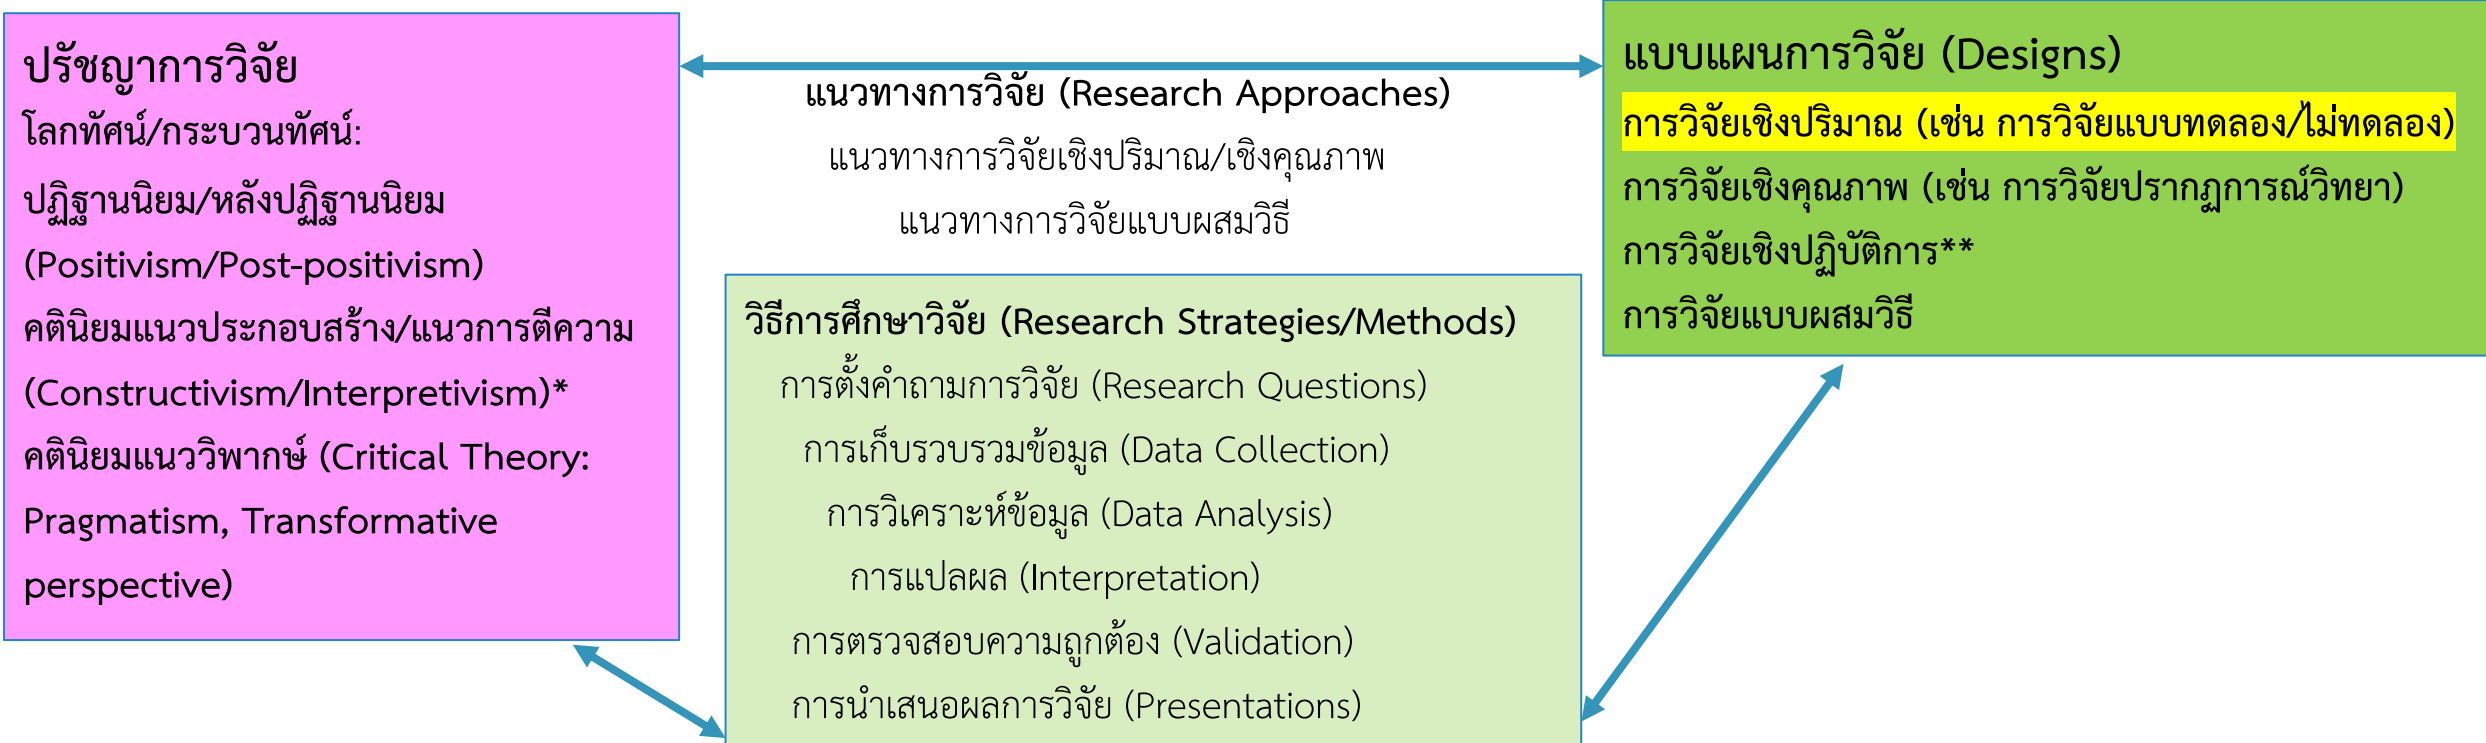 ปรัชญาการวิจัย
โลกทัศน์/กระบวนทัศน์:
ปฏิฐานนิยม/หลังปฏิฐานนิยม
(Positivism/Post-positivism)
คตินิยมแนวประกอบสร้าง/แนวการตีความ
(Constructivism/Interpretivism)*
คตินิยมแนววิพากษ์ (Critical Theory:
Pragmatism, Transformative
perspective)
แนวทางการวิจัย (Research Approaches)
แนวทางการวิจัยเชิงปริมาณ/เชิงคุณภาพ
แนวทางการวิจัยแบบผสมวิธี
วิธีการศึกษาวิจัย (Research Strategies/Methods)
การตั้งคำถามการวิจัย (Research Questions)
การเก็บรวบรวมข้อมูล (Data Collection)
การวิเคราะห์ข้อมูล (Data Analysis)
การแปลผล (Interpretation)
การตรวจสอบความถูกต้อง (Validation)
การนำเสนอผลการวิจัย (Presentations)
แบบแผนการวิจัย (Designs)
การวิจัยเชิงปริมาณ (เช่น การวิจัยแบบทดลอง/ไม่ทดลอง)
การวิจัยเชิงคุณภาพ (เช่น การวิจัยปรากฏการณ์วิทยา)
การวิจัยเชิงปฏิบัติการ**
การวิจัยแบบผสมวิธี